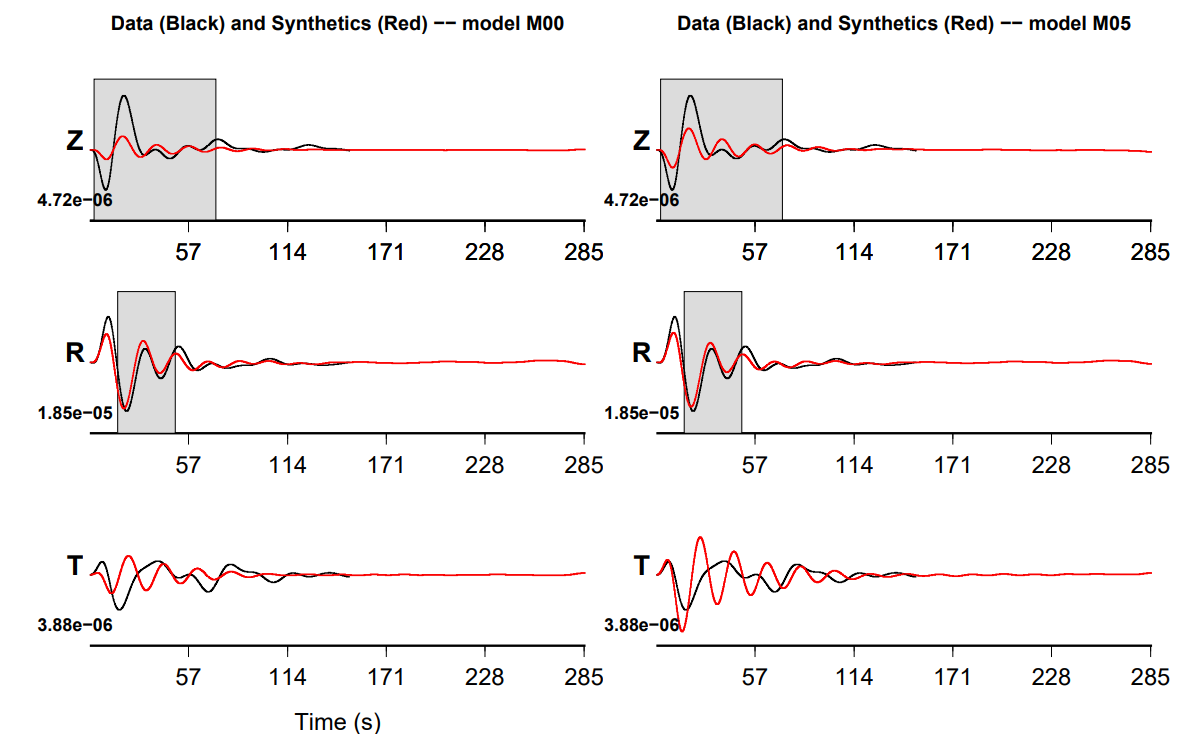 Data (Black) and Synthetics (Red) −− model M00
Data (Black) and Synthetics (Red) −− model M05
Z
4.72e−06
57 114 171 228 285
Z
4.72e−06
57 114 171 228 285
R
1.85e−05
57 114 171 228 285
R
1.85e−05
57 114 171 228 285
T
3.88e−06
57 114 171 228 285
T
3.88e−06
57 114 171 228 285
Time (s)